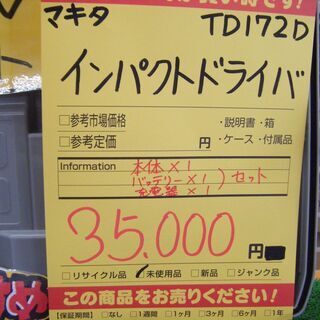 マキタ TD172D
インパクトドライバ
□参考市場価格 ・説明書・箱
□参考定価 円 ・ケース・付属品
Information 本体×1
バッテリー×1
充電器×1
セット
35,000円
□リサイクル品 □未使用品 □新品 □ジャンク品
この商品をお売りください!
【保証期間】 □なし □1週間 □1ヶ月 □3ヶ月 □6ヶ月 □1年